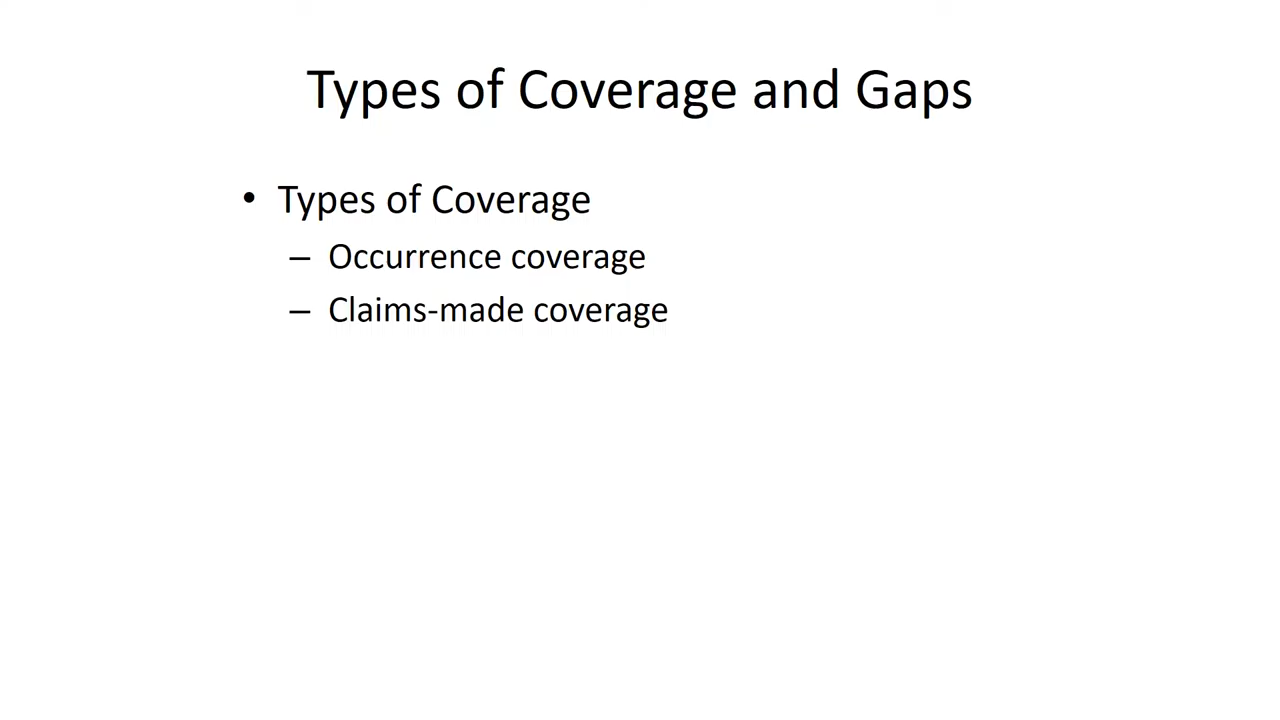 Types of Coverage and Gaps
• Types of Coverage
– Occurrence coverage
– Claims-made coverage